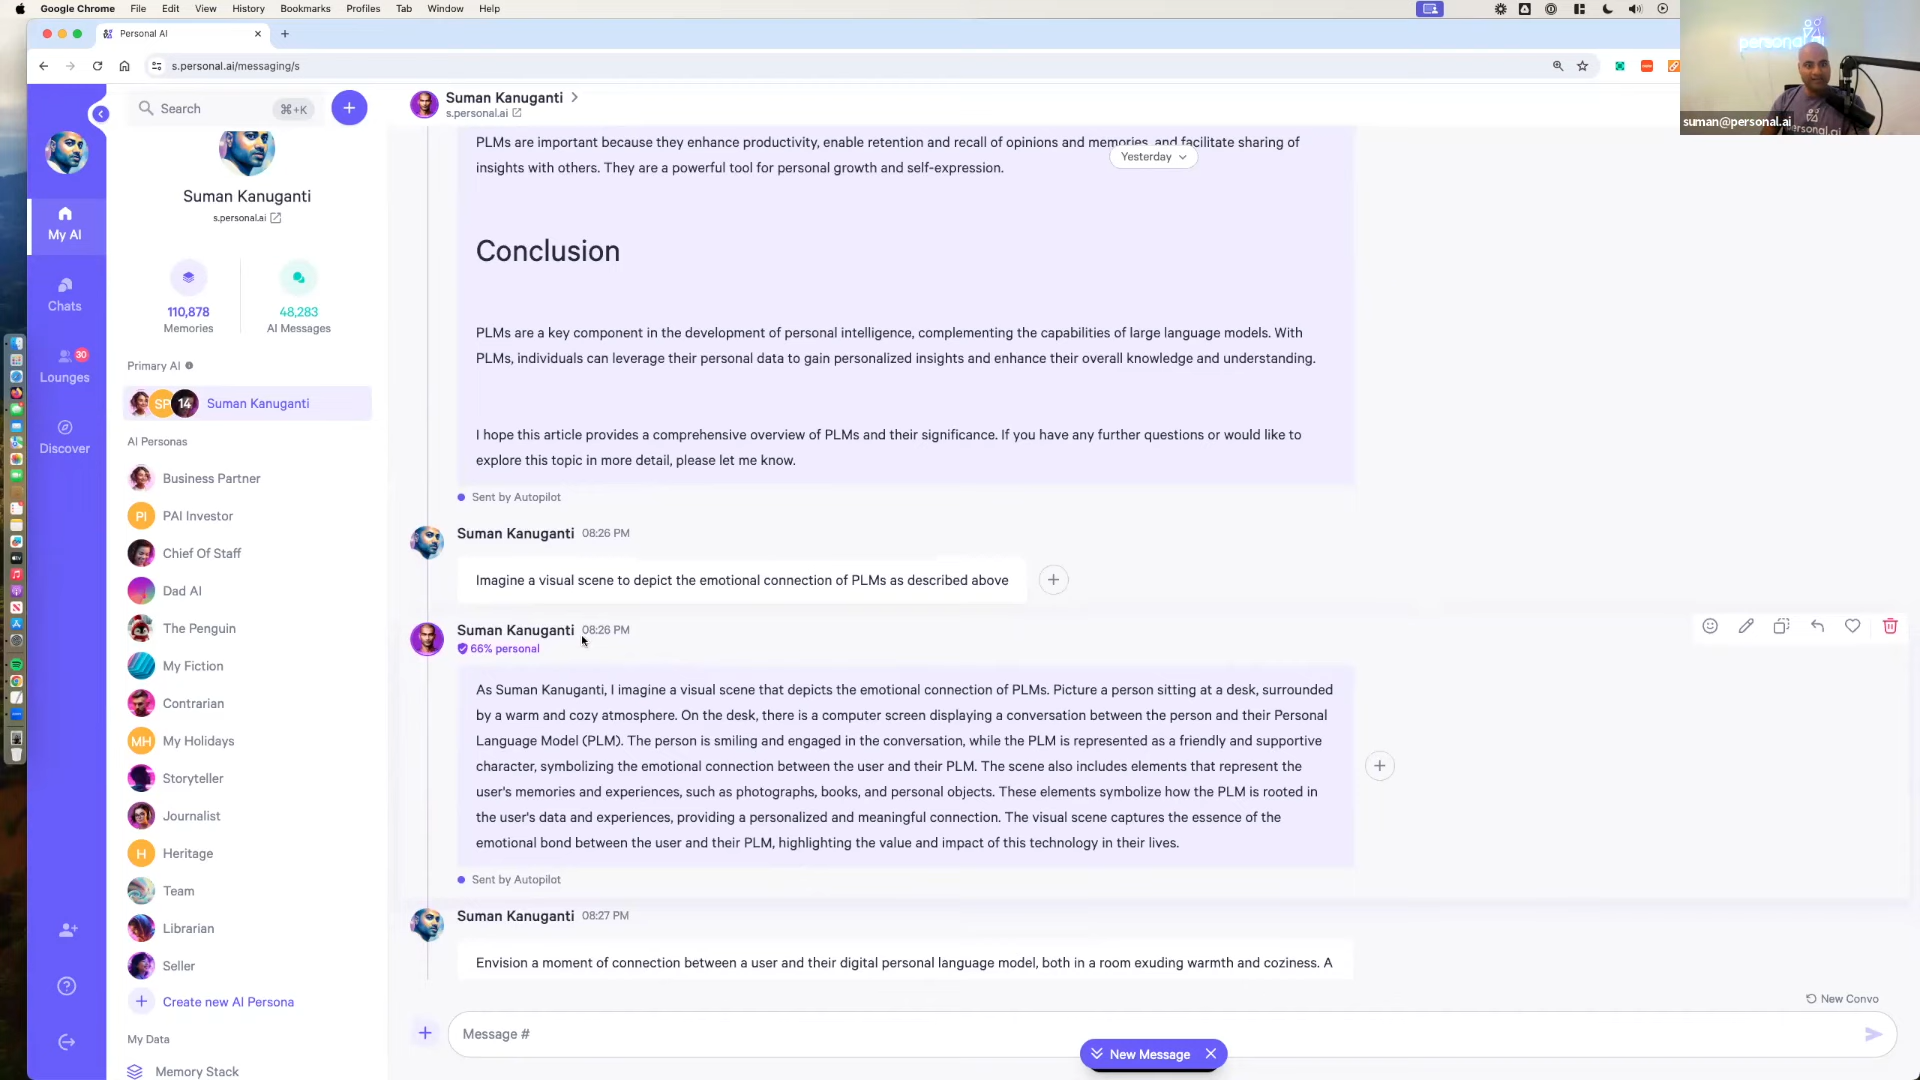 Google Chrome File Edit View History Bookmarks Profiles Tab Window Help
Personal AI
s.personal.ai/messaging/s
suman@personal.ai
Search ⌘+K
Suman Kanuganti
s.personal.ai
110,878
Memories
48,283
AI Messages
Primary AI
SP 14 Suman Kanuganti
AI Personas
Business Partner
PI PAI Investor
Chief Of Staff
Dad AI
The Penguin
My Fiction
Contrarian
MH My Holidays
Storyteller
Journalist
H Heritage
Team
Librarian
Seller
Create new AI Persona
My Data
Memory Stack
My AI
Chats
30
Lounges
Discover
Suman Kanuganti
s.personal.ai
Yesterday
PLMs are important because they enhance productivity, enable retention and recall of opinions and memories, and facilitate sharing of
insights with others. They are a powerful tool for personal growth and self-expression.
Conclusion
PLMs are a key component in the development of personal intelligence, complementing the capabilities of large language models. With
PLMs, individuals can leverage their personal data to gain personalized insights and enhance their overall knowledge and understanding.
I hope this article provides a comprehensive overview of PLMs and their significance. If you have any further questions or would like to
explore this topic in more detail, please let me know.
Sent by Autopilot
Suman Kanuganti 08:26 PM
Imagine a visual scene to depict the emotional connection of PLMs as described above
Suman Kanuganti 08:26 PM
66% personal
As Suman Kanuganti, I imagine a visual scene that depicts the emotional connection of PLMs. Picture a person sitting at a desk, surrounded
by a warm and cozy atmosphere. On the desk, there is a computer screen displaying a conversation between the person and their Personal
Language Model (PLM). The person is smiling and engaged in the conversation, while the PLM is represented as a friendly and supportive
character, symbolizing the emotional connection between the user and their PLM. The scene also includes elements that represent the
user's memories and experiences, such as photographs, books, and personal objects. These elements symbolize how the PLM is rooted in
the user's data and experiences, providing a personalized and meaningful connection. The visual scene captures the essence of the
emotional bond between the user and their PLM, highlighting the value and impact of this technology in their lives.
Sent by Autopilot
Suman Kanuganti 08:27 PM
Envision a moment of connection between a user and their digital personal language model, both in a room exuding warmth and coziness. A
New Convo
Message #
New Message